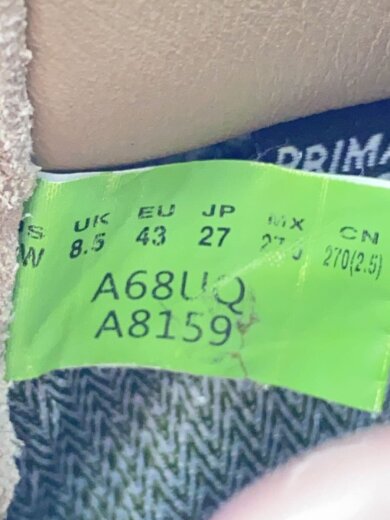 PRIMA
S UK EU JP MX CN
W 8.5 43 27 270(2.5)
A68UQ
A8159